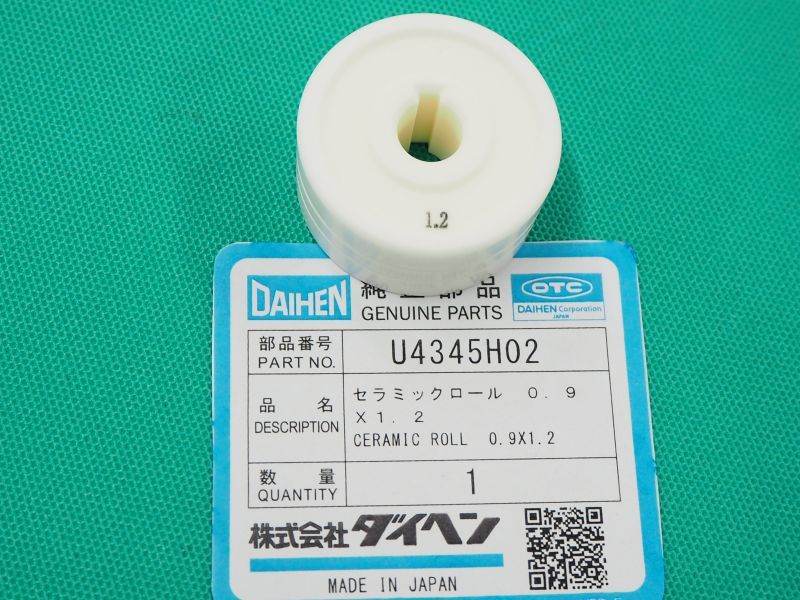 1.2
DAIHEN
純正部品
GENUINE PARTS
OTC
DAIHEN Corporation
JAPAN
部品番号
PART NO.
U4345H02
品 名
DESCRIPTION
セラミックロール ０．９
Ｘ１．２
CERAMIC ROLL 0.9X1.2
数 量
QUANTITY
1
株式会社ダイヘン
MADE IN JAPAN